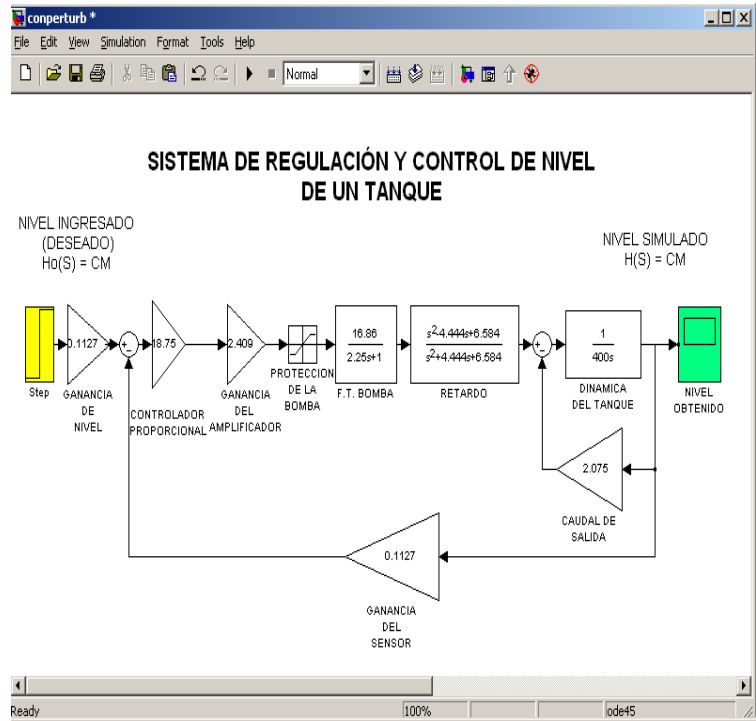 conperturb *
File Edit View Simulation Format Tools Help
Normal
SISTEMA DE REGULACIÓN Y CONTROL DE NIVEL
DE UN TANQUE
NIVEL INGRESADO
(DESEADO)
Ho(S) = CM
NIVEL SIMULADO
H(S) = CM
Step
0.1127
GANANCIA
DE
NIVEL
+-
18.75
CONTROLADOR
PROPORCIONAL
2.409
GANANCIA
DEL
AMPLIFICADOR
PROTECCION
DE LA
BOMBA
16.86
2.25s+1
F.T. BOMBA
s²-4.444s+6.584
s²+4.444s+6.584
RETARDO
+-
1
400s
DINAMICA
DEL TANQUE
NIVEL
OBTENIDO
2.075
CAUDAL DE
SALIDA
0.1127
GANANCIA
DEL
SENSOR
Ready
100%
ode45